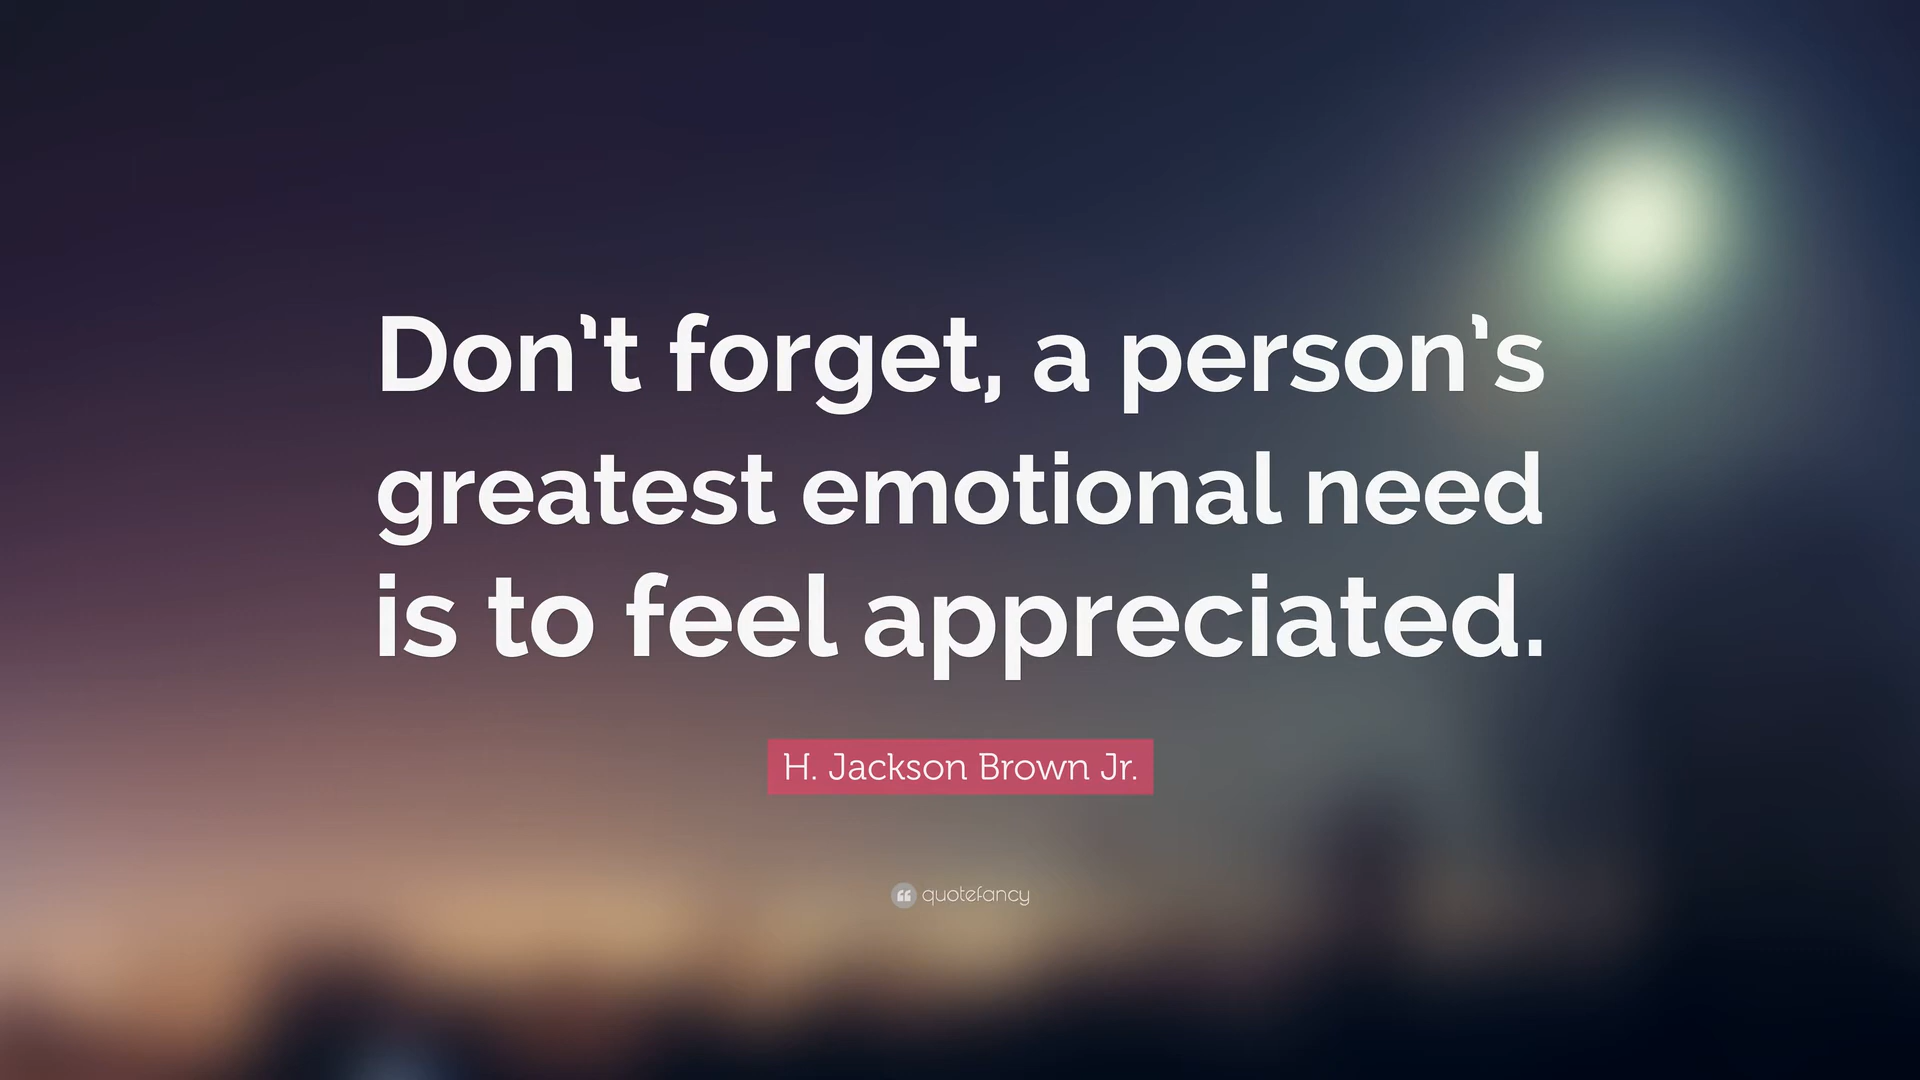 Don’t forget, a person’s
greatest emotional need
is to feel appreciated.
H. Jackson Brown Jr.
quotefancy